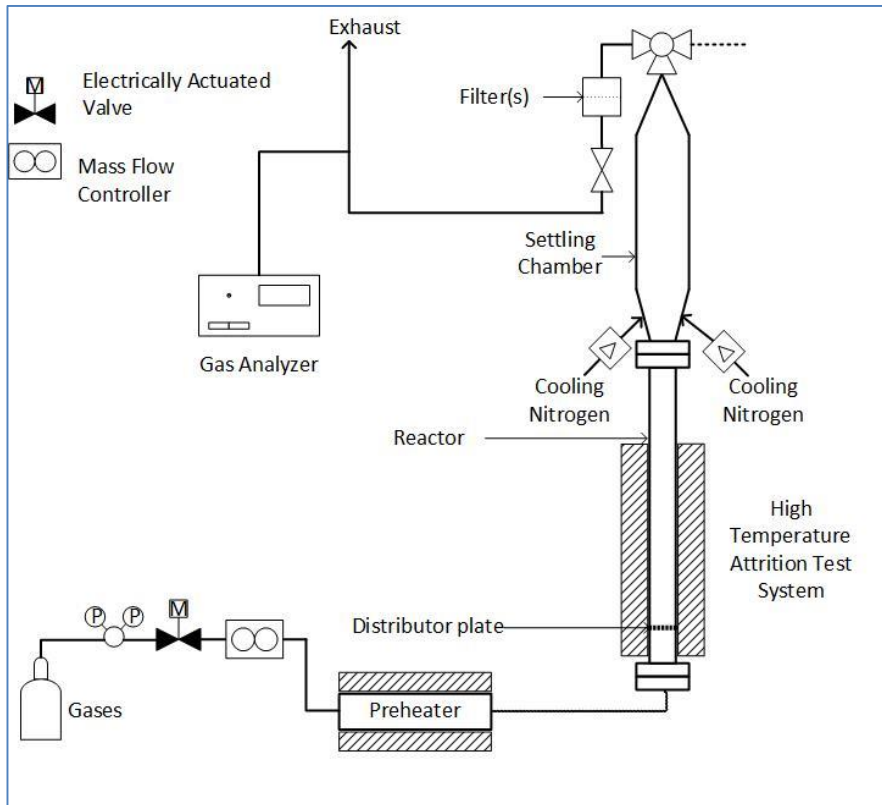 Exhaust
M
Electrically Actuated
Valve
Filter(s)
Mass Flow
Controller
Settling
Chamber
Gas Analyzer
Cooling
Nitrogen
Cooling
Nitrogen
Reactor
High
Temperature
Attrition Test
System
P
P
M
Distributor plate
Gases
Preheater